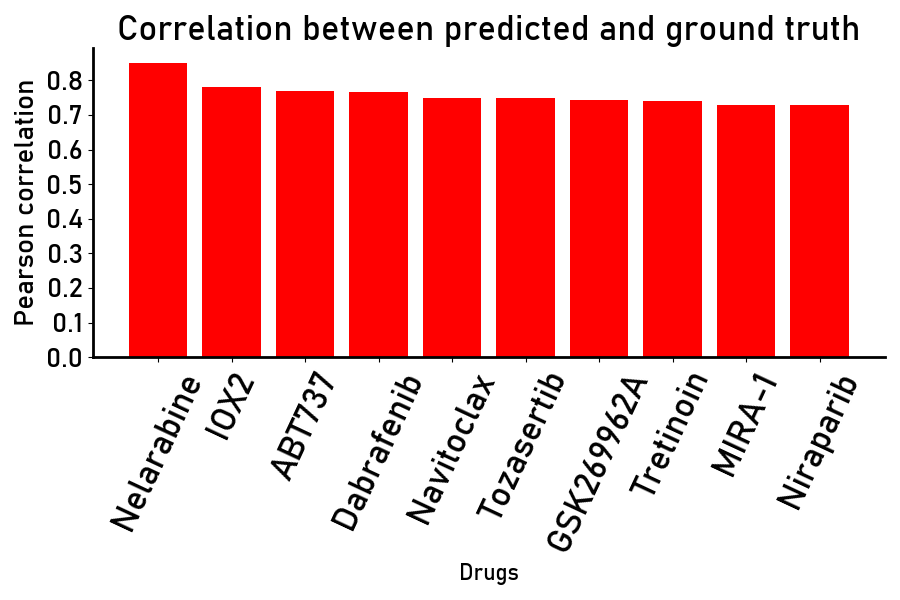 Correlation between predicted and ground truth
Pearson correlation
0.8
0.7
0.6
0.5
0.4
0.3
0.2
0.1
0.0
Nelarabine
IOX2
ABT737
Dabrafenib
Navitoclax
Tozasertib
GSK269962A
Tretinoin
MIRA-1
Niraparib
Drugs